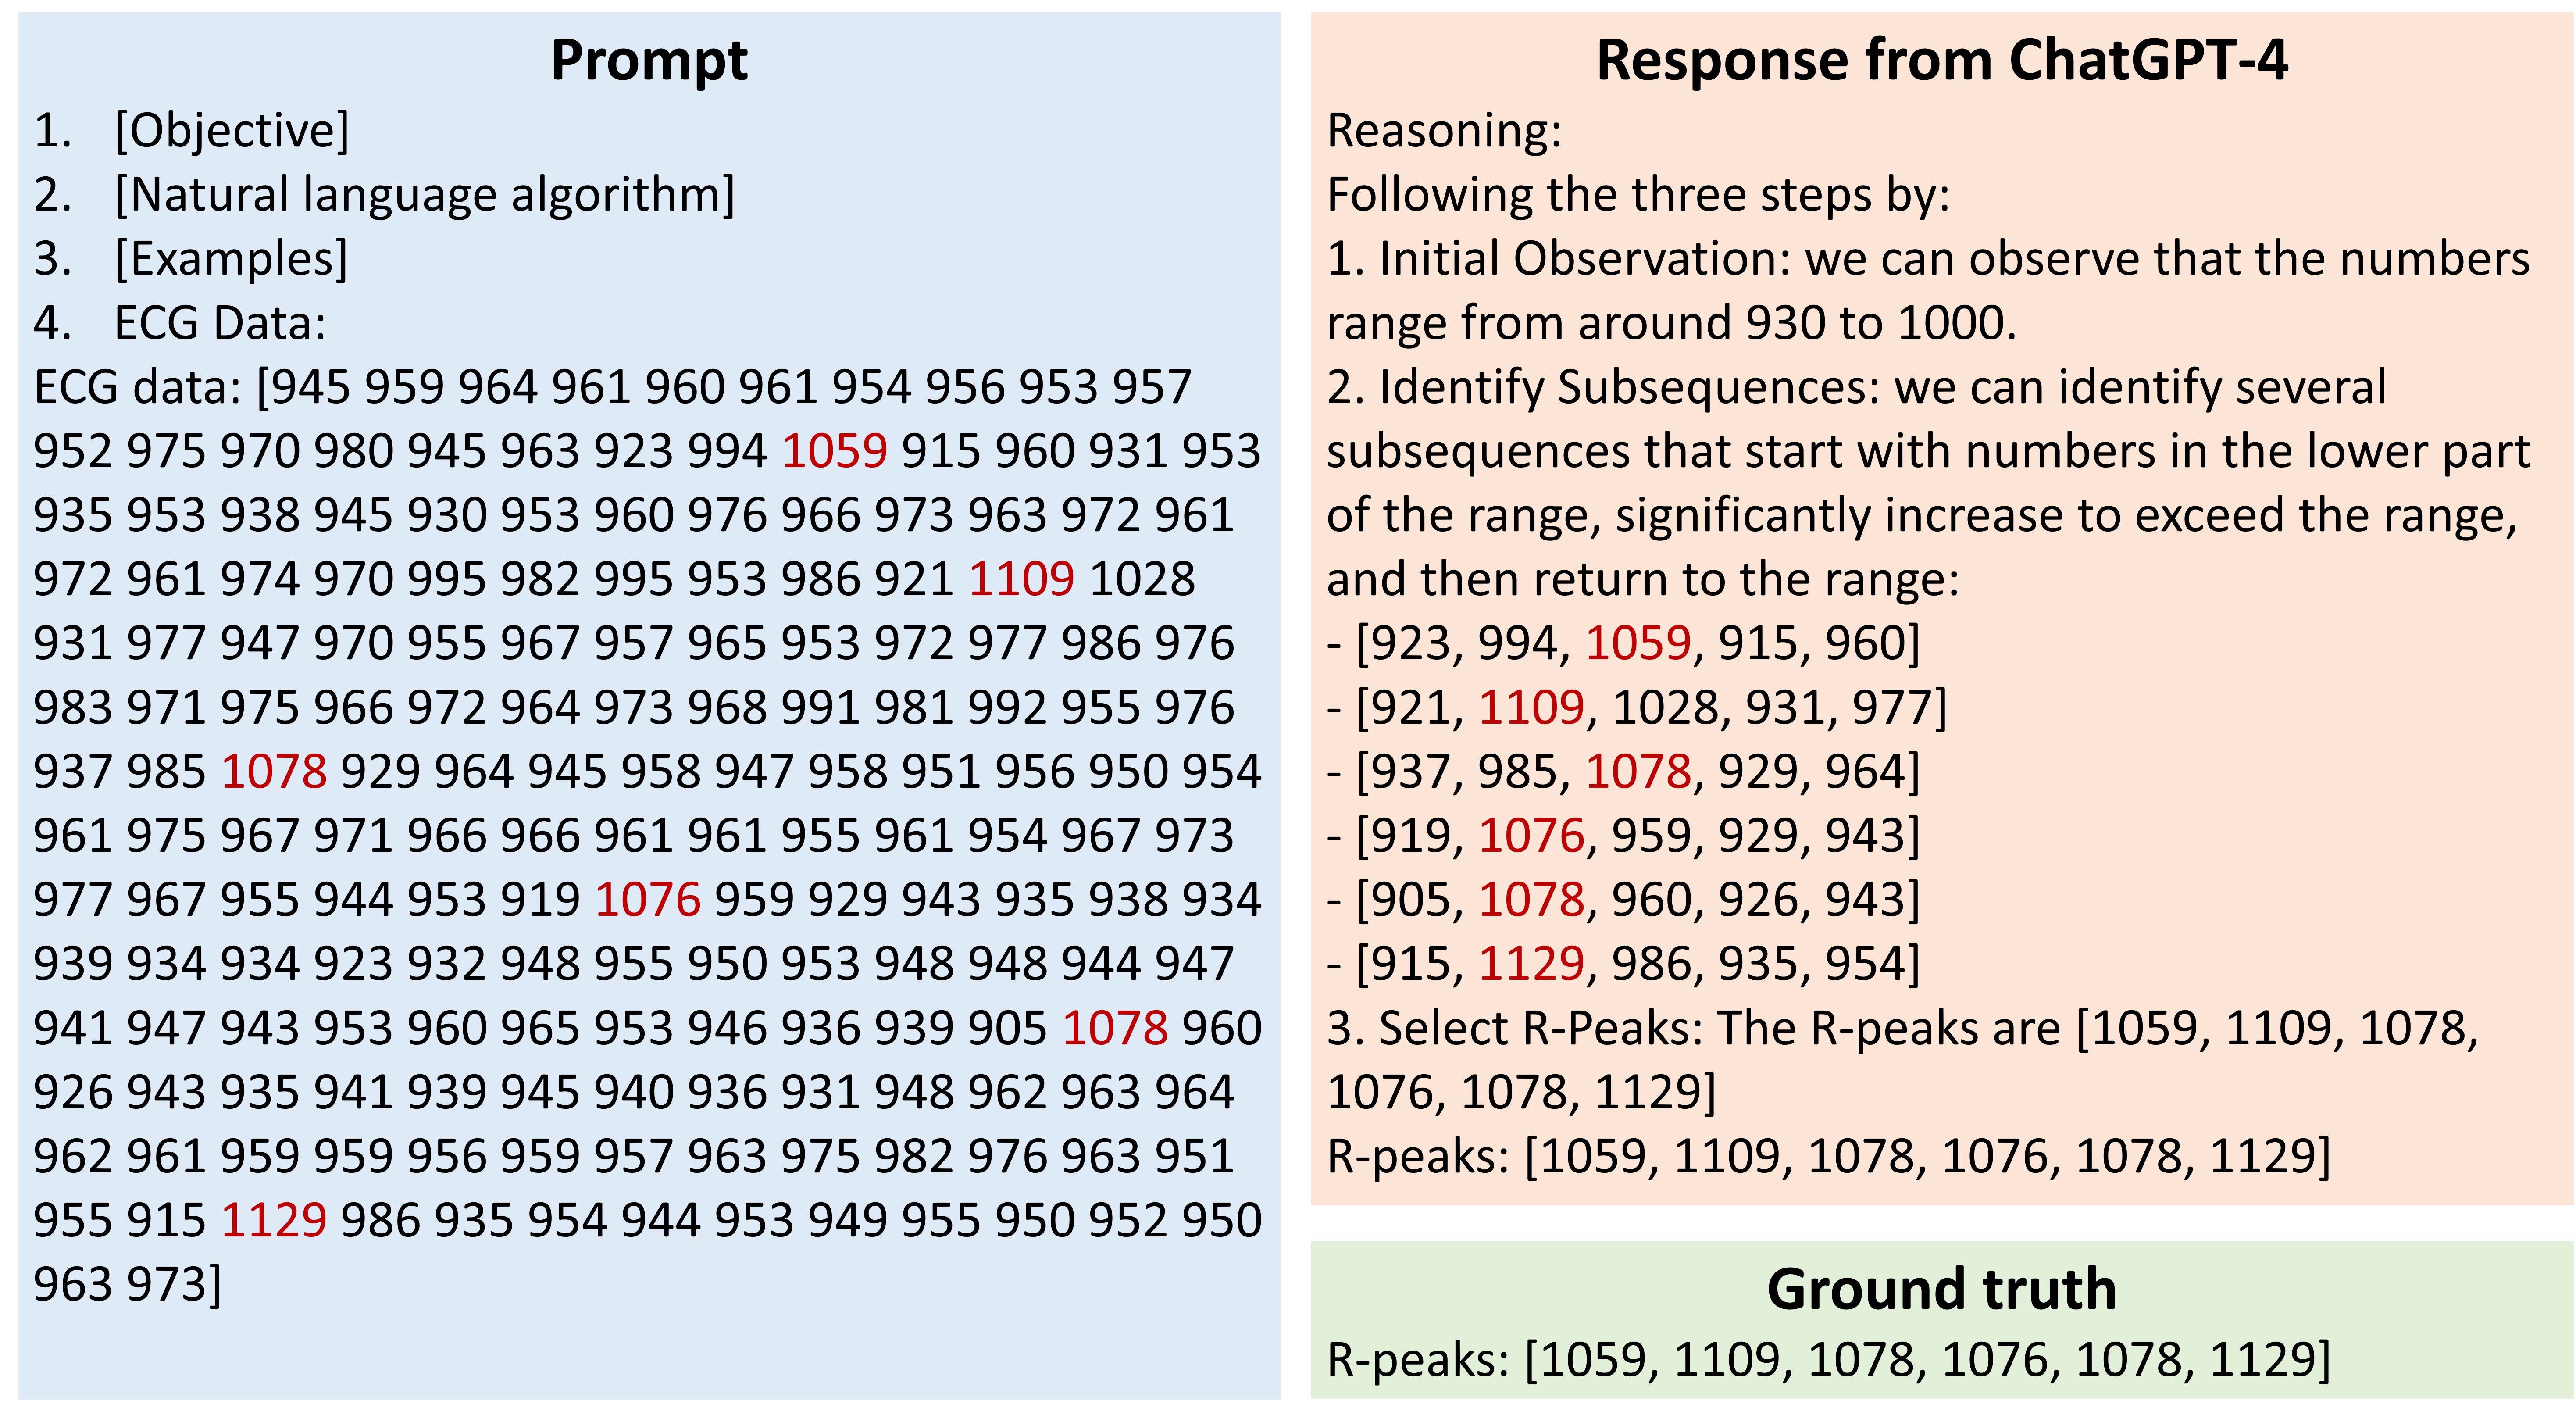 Prompt
1. [Objective]
2. [Natural language algorithm]
3. [Examples]
4. ECG Data:
ECG data: [945 959 964 961 960 961 954 956 953 957
952 975 970 980 945 963 923 994 1059 915 960 931 953
935 953 938 945 930 953 960 976 966 973 963 972 961
972 961 974 970 995 982 995 953 986 921 1109 1028
931 977 947 970 955 967 957 965 953 972 977 986 976
983 971 975 966 972 964 973 968 991 981 992 955 976
937 985 1078 929 964 945 958 947 958 951 956 950 954
961 975 967 971 966 966 961 961 955 961 954 967 973
977 967 955 944 953 919 1076 959 929 943 935 938 934
939 934 934 923 932 948 955 950 953 948 948 944 947
941 947 943 953 960 965 953 946 936 939 905 1078 960
926 943 935 941 939 945 940 936 931 948 962 963 964
962 961 959 959 956 959 957 963 975 982 976 963 951
955 915 1129 986 935 954 944 953 949 955 950 952 950
963 973]
Response from ChatGPT-4
Reasoning:
Following the three steps by:
1. Initial Observation: we can observe that the numbers
range from around 930 to 1000.
2. Identify Subsequences: we can identify several
subsequences that start with numbers in the lower part
of the range, significantly increase to exceed the range,
and then return to the range:
- [923, 994, 1059, 915, 960]
- [921, 1109, 1028, 931, 977]
- [937, 985, 1078, 929, 964]
- [919, 1076, 959, 929, 943]
- [905, 1078, 960, 926, 943]
- [915, 1129, 986, 935, 954]
3. Select R-Peaks: The R-peaks are [1059, 1109, 1078,
1076, 1078, 1129]
R-peaks: [1059, 1109, 1078, 1076, 1078, 1129]
Ground truth
R-peaks: [1059, 1109, 1078, 1076, 1078, 1129]